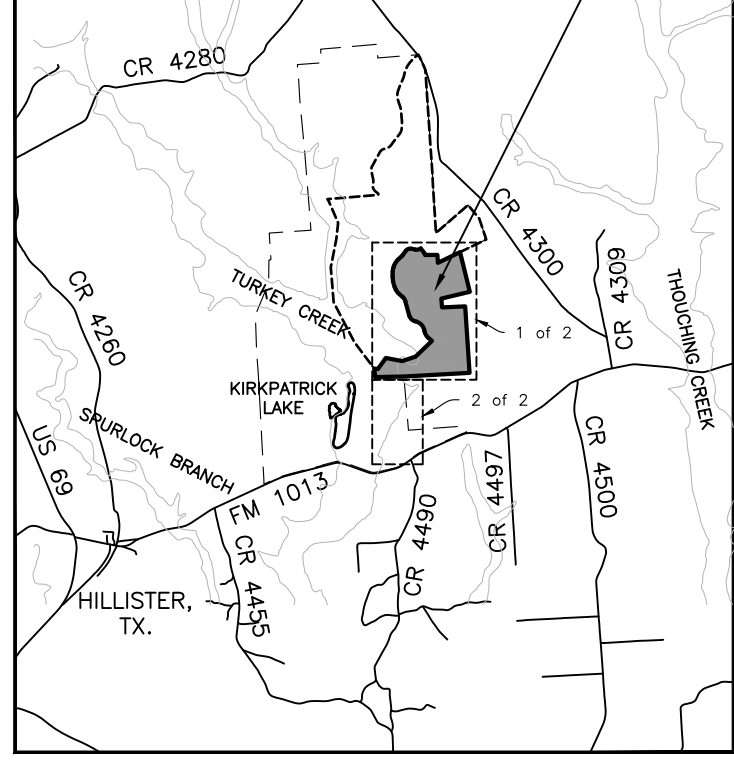 CR 4280
CR 4300
CR 4309
THOUCHING CREEK
TURKEY CREEK
CR 4260
1 of 2
KIRKPATRICK
LAKE
2 of 2
SPURLOCK BRANCH
US 69
FM 1013
CR 4497
CR 4500
CR 4490
CR 4455
HILLISTER,
TX.